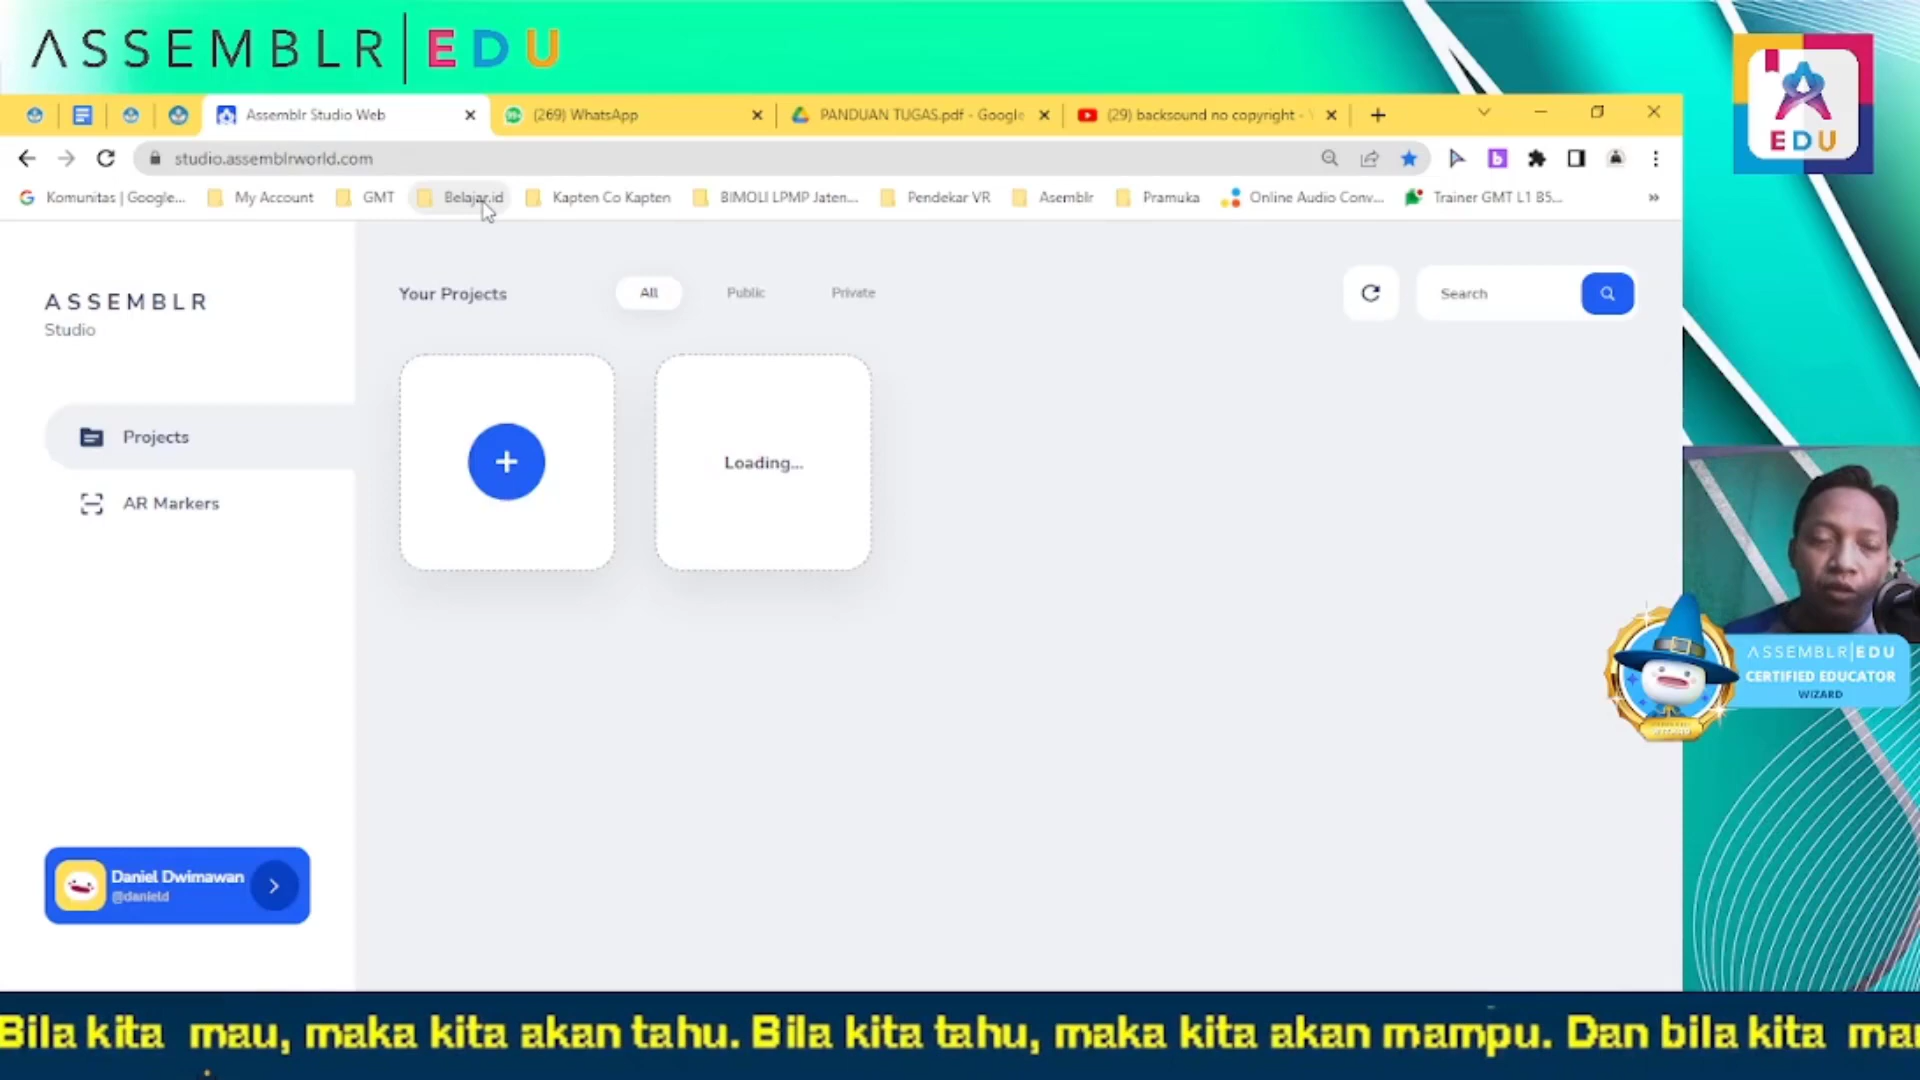 ASSEMBLR|EDU
EDU
Assemblr Studio Web
(269) WhatsApp
PANDUAN TUGAS.pdf - Google
(29) backsound no copyright -
studio.assemblrworld.com
Komunitas | Google...
My Account
GMT
Belajar.id
Kapten Co Kapten
BIMOLI LPMP Jaten...
Pendekar VR
Asemblr
Pramuka
Online Audio Conv...
Trainer GMT L1 B5...
ASSEMBLR
Studio
Your Projects
All
Public
Private
Search
Loading...
Projects
AR Markers
ASSEMBLR|EDU
CERTIFIED EDUCATOR
WIZARD
Daniel Dwimawan
@danield
Bila kita mau, maka kita akan tahu. Bila kita tahu, maka kita akan mampu. Dan bila kita